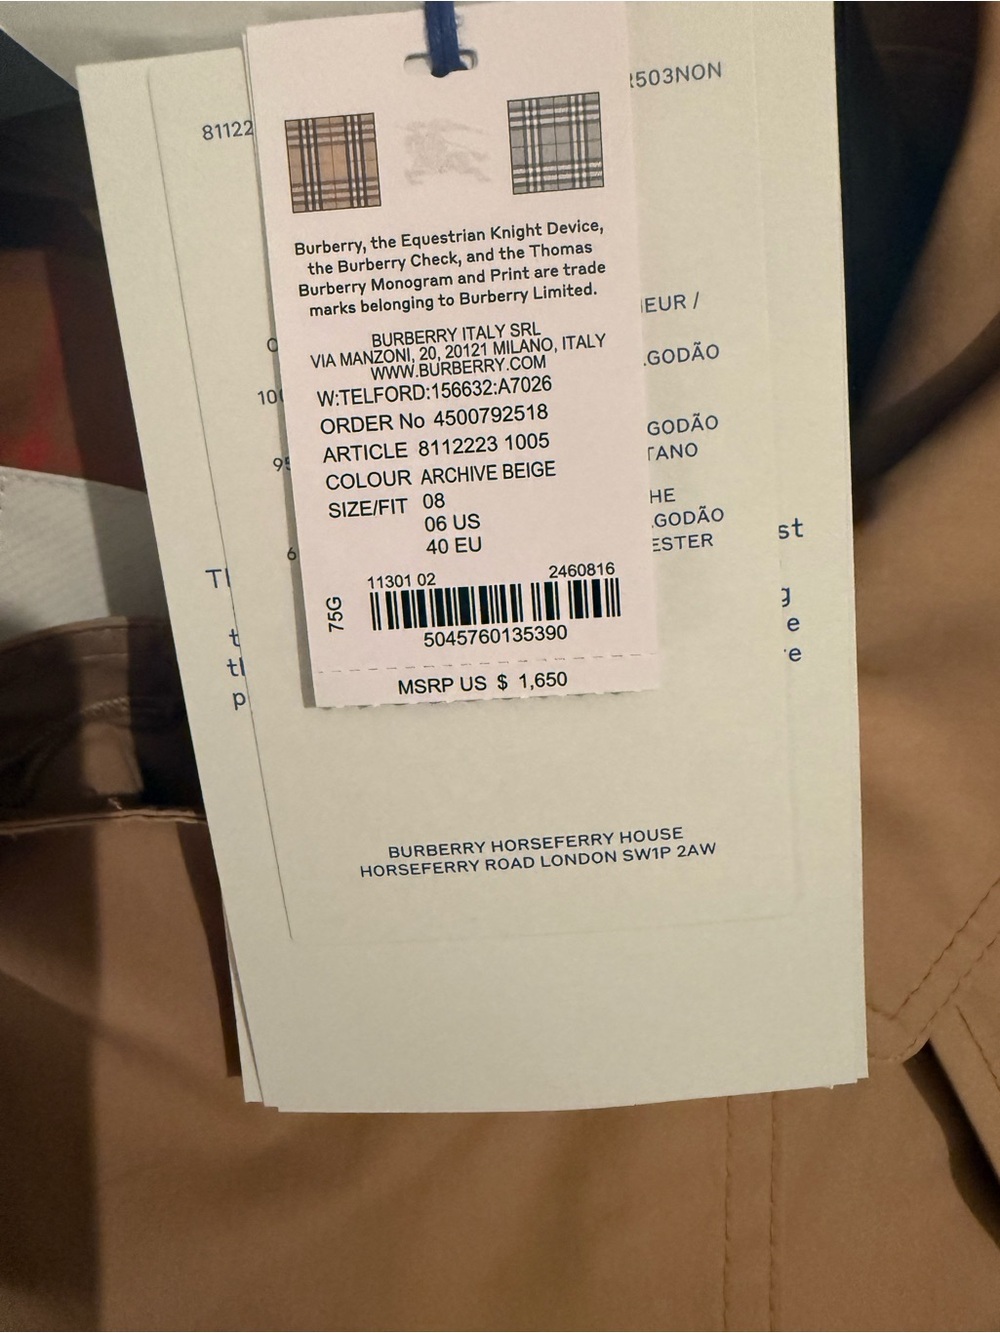 R503NON
81122
Burberry, the Equestrian Knight Device,
the Burberry Check, and the Thomas
Burberry Monogram and Print are trade
marks belonging to Burberry Limited.
BURBERRY ITALY SRL
VIA MANZONI, 20, 20121 MILANO, ITALY
WWW.BURBERRY.COM
W:TELFORD:156632:A7026
ORDER No 4500792518
ARTICLE 8112223 1005
COLOUR ARCHIVE BEIGE
SIZE/FIT 08
06 US
40 EU
11301 02 2460816
75G
5045760135390
MSRP US $ 1,650
EUR /
GODÃO
GODÃO
TANO
HE
GODÃO
ESTER
st
g
e
e
t
p
BURBERRY HORSEFERRY HOUSE
HORSEFERRY ROAD LONDON SW1P 2AW